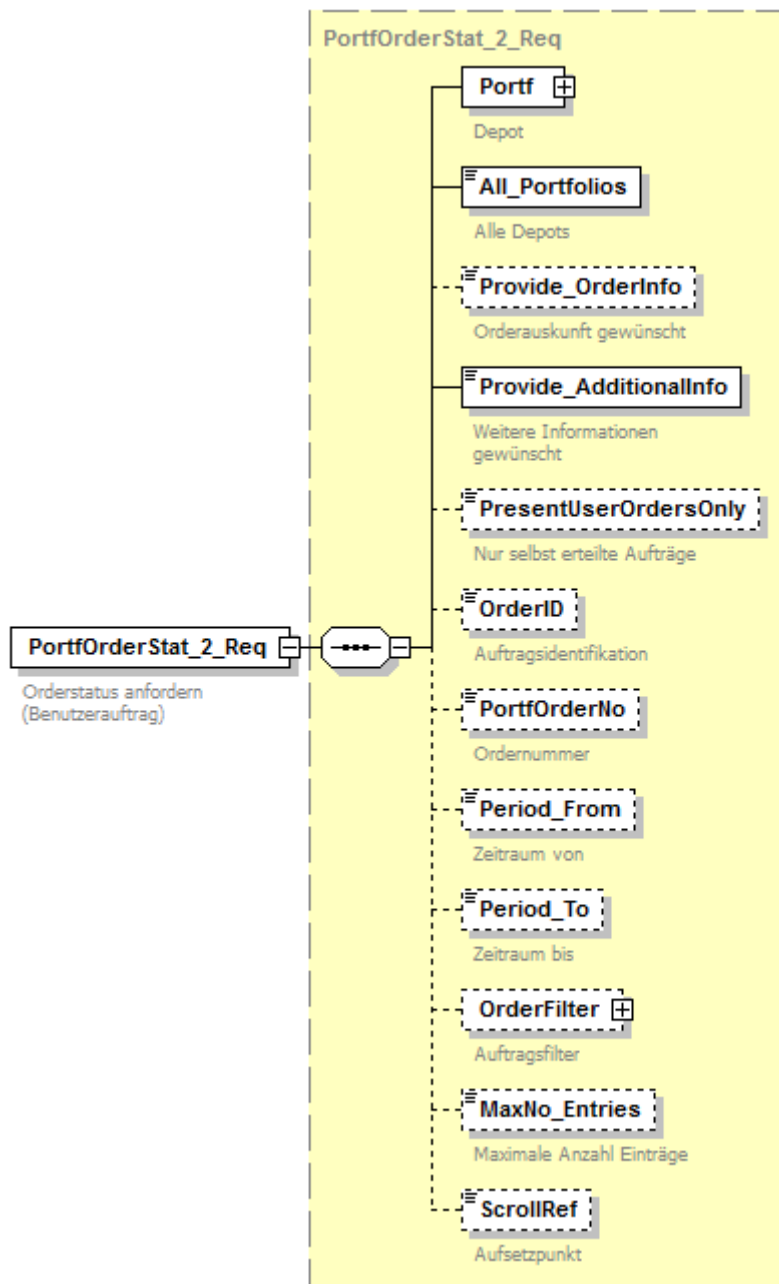 PortfOrderStat_2_Req
Portf
Depot
All_Portfolios
Alle Depots
Provide_OrderInfo
Orderauskunft gewünscht
Provide_AdditionalInfo
Weitere Informationen
gewünscht
PresentUserOrdersOnly
Nur selbst erteilte Aufträge
OrderID
Auftragsidentifikation
PortfOrderStat_2_Req
Orderstatus anfordern
(Benutzerauftrag)
PortfOrderNo
Ordernummer
Period_From
Zeitraum von
Period_To
Zeitraum bis
OrderFilter
Auftragsfilter
MaxNo_Entries
Maximale Anzahl Einträge
ScrollRef
Aufsetzpunkt